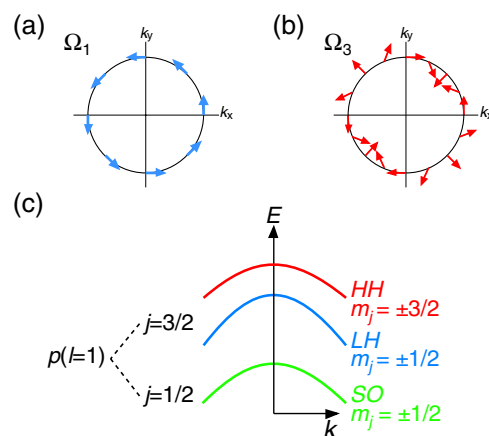 (a)
Ω1
ky
kx
(b)
Ω3
ky
kx
(c)
E
HH
mj = ±3/2
j=3/2
LH
mj = ±1/2
p(l=1)
j=1/2
SO
mj = ±1/2
k